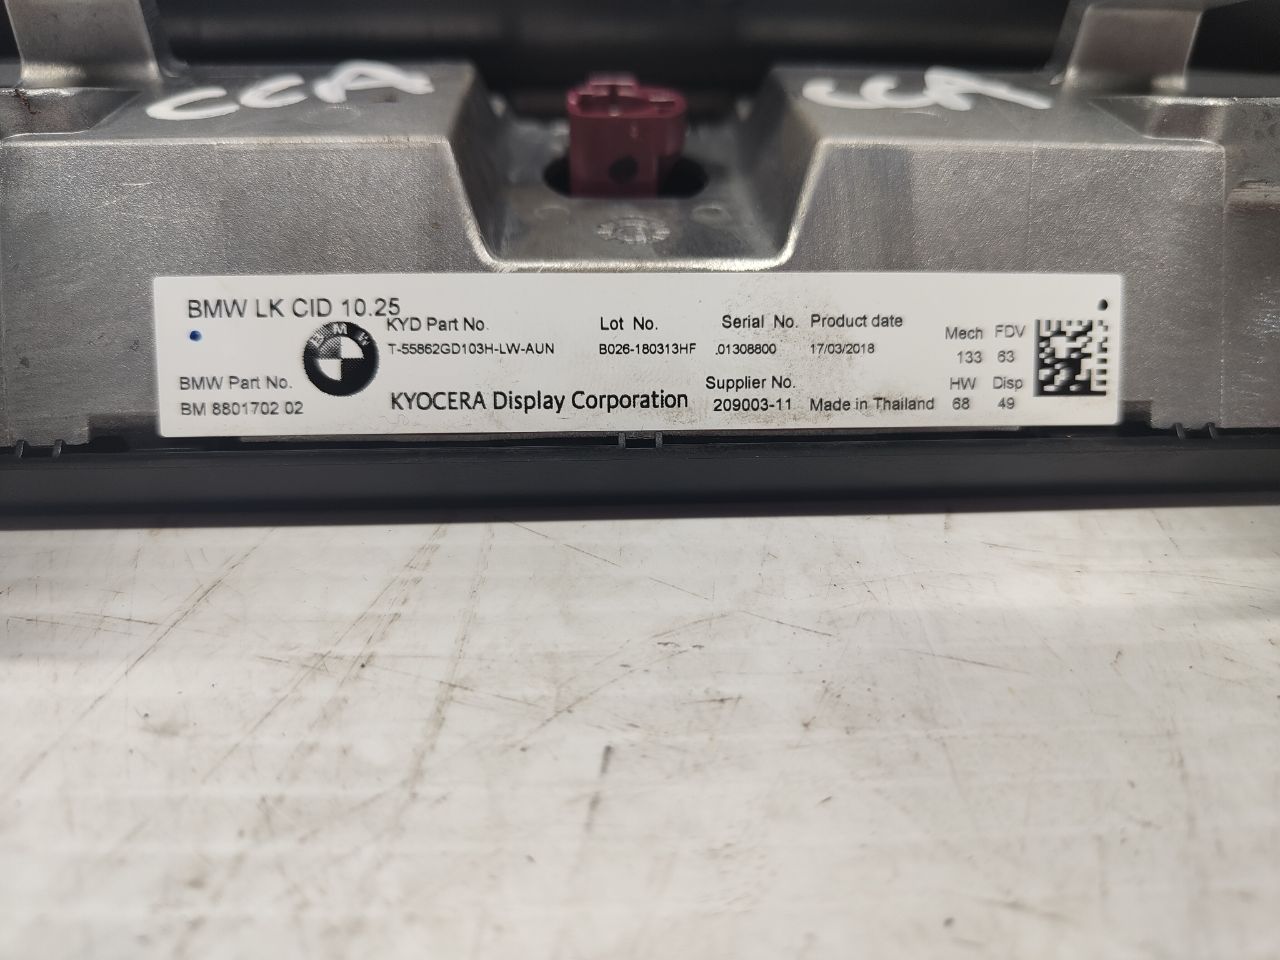 CCA
CCA
BMW LK CID 10.25
BMW
KYD Part No.
T-55862GD103H-LW-AUN
Lot No.
B026-180313HF
Serial No.
.01308800
Product date
17/03/2018
Mech FDV
133 63
BMW Part No.
BM 8801702 02
KYOCERA Display Corporation
Supplier No.
209003-11
Made in Thailand
HW Disp
68 49